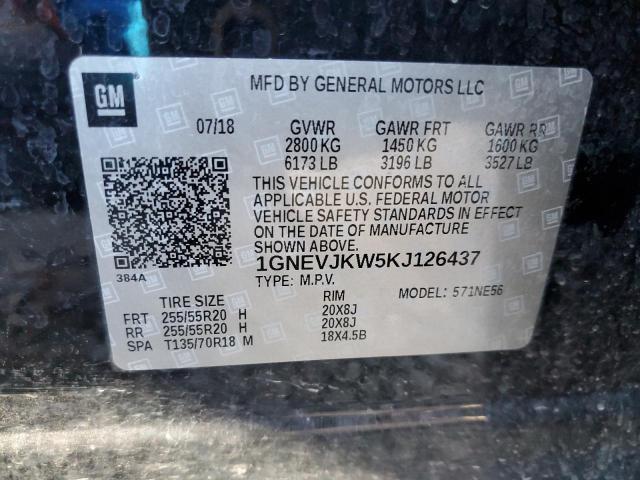 GM
MFD BY GENERAL MOTORS LLC
07/18 GVWR GAWR FRT GAWR RR
2800 KG 1450 KG 1600 KG
6173 LB 3196 LB 3527 LB
THIS VEHICLE CONFORMS TO ALL
APPLICABLE U.S. FEDERAL MOTOR
VEHICLE SAFETY STANDARDS IN EFFECT
ON THE DATE OF MANUFACTURE
SHOWN ABOVE
384A 1GNEVJKW5KJ126437
TYPE: M.P.V. MODEL: 571NE56
TIRE SIZE RIM
FRT 255/55R20 H 20X8J
RR 255/55R20 H 20X8J
SPA T135/70R18 M 18X4.5B